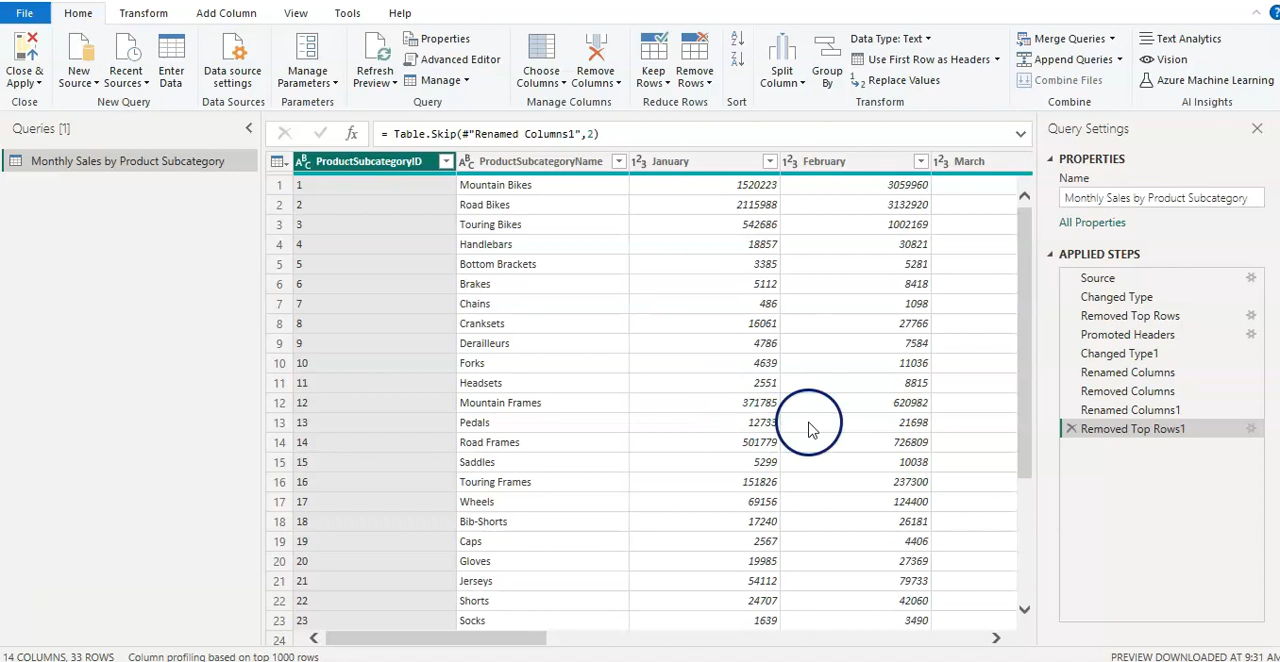 File Home Transform Add Column View Tools Help
Close & Apply
New Source
Recent Sources
Enter Data
Data source settings
Manage Parameters
Refresh Preview
Properties
Advanced Editor
Manage
Choose Columns
Remove Columns
Keep Rows
Remove Rows
Split Column
Group By
Data Type: Text
Use First Row as Headers
Replace Values
Merge Queries
Append Queries
Combine Files
Text Analytics
Vision
Azure Machine Learning
Close New Query Data Sources Parameters Query Manage Columns Reduce Rows Sort Transform Combine AI Insights
Queries [1]
Monthly Sales by Product Subcategory
= Table.Skip(#"Renamed Columns1",2)
ProductSubcategoryID ProductSubcategoryName January February March
1 1 Mountain Bikes 1520223 3059960
2 2 Road Bikes 2115988 3132920
3 3 Touring Bikes 542686 1002169
4 4 Handlebars 18857 30821
5 5 Bottom Brackets 3385 5281
6 6 Brakes 5112 8418
7 7 Chains 486 1098
8 8 Cranksets 16061 27766
9 9 Derailleurs 4786 7584
10 10 Forks 4639 11036
11 11 Headsets 2551 8815
12 12 Mountain Frames 371785 620982
13 13 Pedals 12733 21698
14 14 Road Frames 501779 726809
15 15 Saddles 5299 10038
16 16 Touring Frames 151826 237300
17 17 Wheels 69156 124400
18 18 Bib-Shorts 17240 26181
19 19 Caps 2567 4406
20 20 Gloves 19985 27369
21 21 Jerseys 54112 79733
22 22 Shorts 24707 42060
23 23 Socks 1639 3490
24
Query Settings
PROPERTIES
Name
Monthly Sales by Product Subcategory
All Properties
APPLIED STEPS
Source
Changed Type
Removed Top Rows
Promoted Headers
Changed Type1
Renamed Columns
Removed Columns
Renamed Columns1
Removed Top Rows1
14 COLUMNS, 33 ROWS Column profiling based on top 1000 rows PREVIEW DOWNLOADED AT 9:31 AM